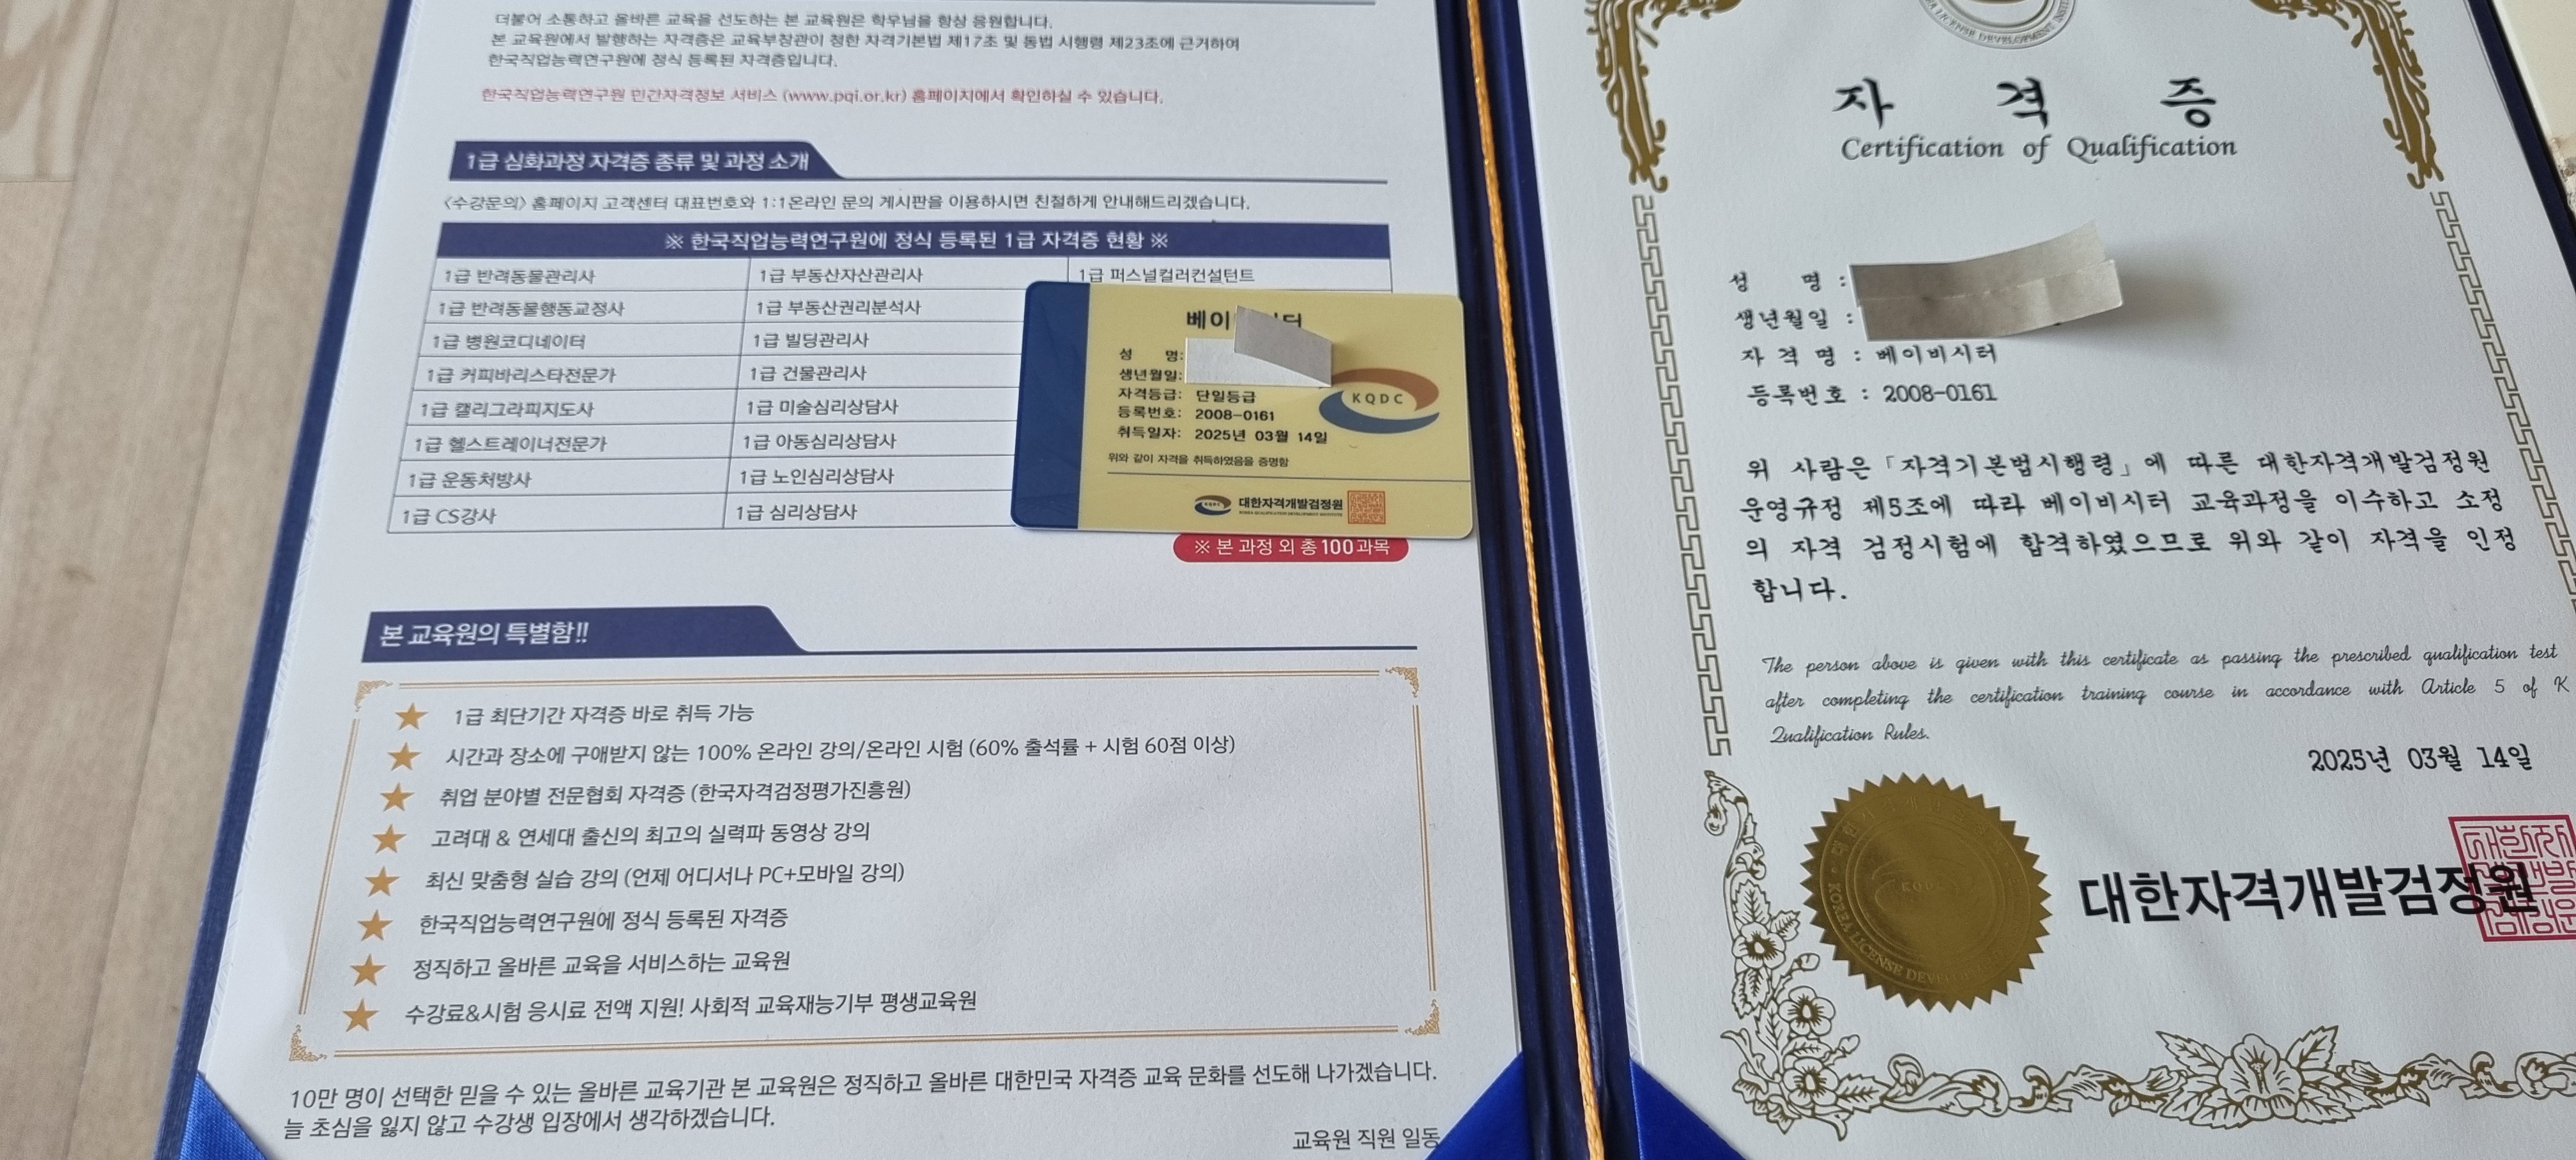 더불어 소통하고 올바른 교육을 선도하는 본 교육원은 학우님을 항상 응원합니다.
본 교육원에서 발행하는 자격증은 교육부장관이 정한 자격기본법 제17조 및 동법 시행령 제23조에 근거하여
한국직업능력연구원에 정식 등록된 자격증입니다.
한국직업능력연구원 민간자격정보 서비스 (www.pqi.or.kr) 홈페이지에서 확인하실 수 있습니다.
1급 심화과정 자격증 종류 및 과정 소개
<수강문의> 홈페이지 고객센터 대표번호와 1:1온라인 문의 게시판을 이용하시면 친절하게 안내해드리겠습니다.
※ 한국직업능력연구원에 정식 등록된 1급 자격증 현황 ※
1급 반려동물관리사 1급 부동산자산관리사 1급 퍼스널컬러컨설턴트
1급 반려동물행동교정사 1급 부동산권리분석사
1급 병원코디네이터 1급 빌딩관리사
1급 커피바리스타전문가 1급 건물관리사
1급 캘리그라피지도사 1급 미술심리상담사
1급 헬스트레이너전문가 1급 아동심리상담사
1급 운동처방사 1급 노인심리상담사
1급 CS강사 1급 심리상담사
※ 본 과정 외 총 100과목
본 교육원의 특별함!!
1급 최단기간 자격증 바로 취득 가능
시간과 장소에 구애받지 않는 100% 온라인 강의/온라인 시험 (60% 출석률 + 시험 60점 이상)
취업 분야별 전문협회 자격증 (한국자격검정평가진흥원)
고려대 & 연세대 출신의 최고의 실력파 동영상 강의
최신 맞춤형 실습 강의 (언제 어디서나 PC+모바일 강의)
한국직업능력연구원에 정식 등록된 자격증
정직하고 올바른 교육을 서비스하는 교육원
수강료&시험 응시료 전액 지원! 사회적 교육재능기부 평생교육원
10만 명이 선택한 믿을 수 있는 올바른 교육기관 본 교육원은 정직하고 올바른 대한민국 자격증 교육 문화를 선도해 나가겠습니다.
늘 초심을 잃지 않고 수강생 입장에서 생각하겠습니다.
교육원 직원 일동
베이 시터
성 명:
생년월일:
자격등급: 단일등급
등록번호: 2008-0161
취득일자: 2025년 03월 14일
위와 같이 자격을 취득하였음을 증명함
KQDC
대한자격개발검정원
자 격 증
Certification of Qualification
성 명 :
생년월일 :
자 격 명 : 베이비시터
등록번호 : 2008-0161
위 사람은 「자격기본법시행령」에 따른 대한자격개발검정원
운영규정 제5조에 따라 베이비시터 교육과정을 이수하고 소정
의 자격 검정시험에 합격하였으므로 위와 같이 자격을 인정
합니다.
The person above is given with this certificate as passing the prescribed qualification test
after completing the certification training course in accordance with Article 5 of K
Qualification Rules.
2025년 03월 14일
KQDC
KOREA LICENSE
대한자격개발검정원